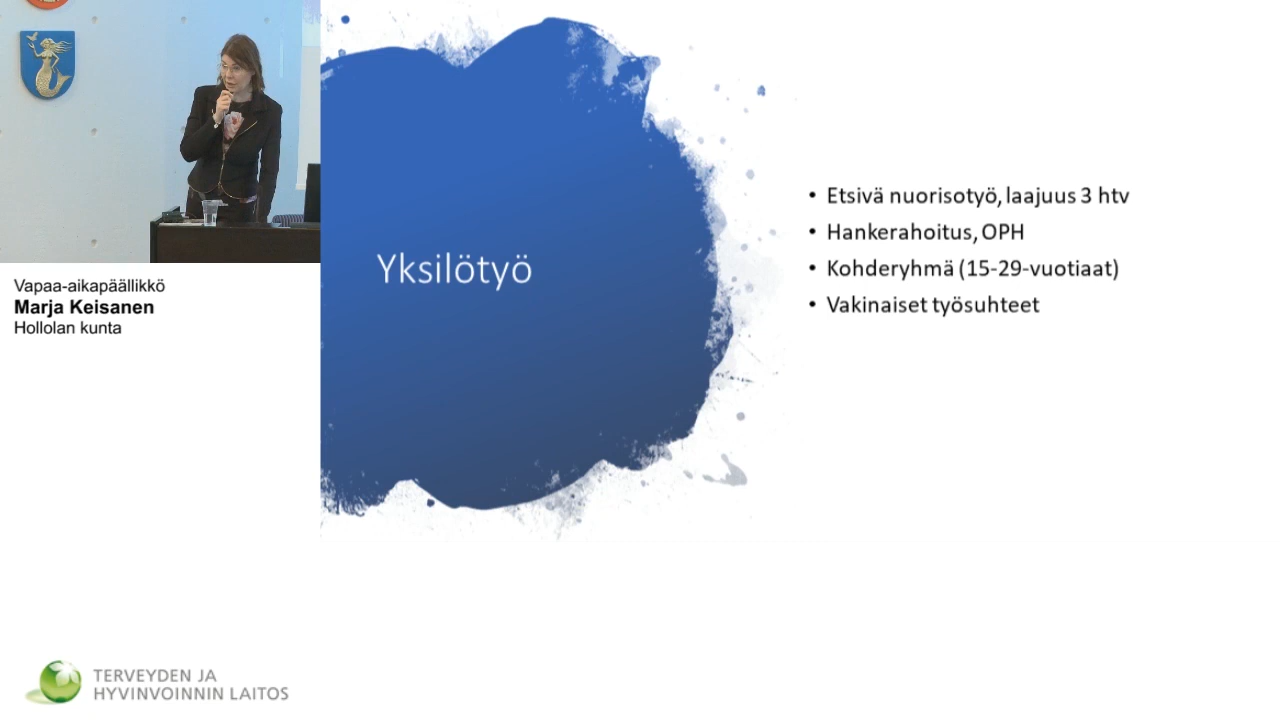 Vapaa-aikapäällikkö
Marja Keisanen
Hollolan kunta
Yksilötyö
• Etsivä nuorisotyö, laajuus 3 htv
• Hankerahoitus, OPH
• Kohderyhmä (15-29-vuotiaat)
• Vakinaiset työsuhteet
TERVEYDEN JA
HYVINVOINNIN LAITOS